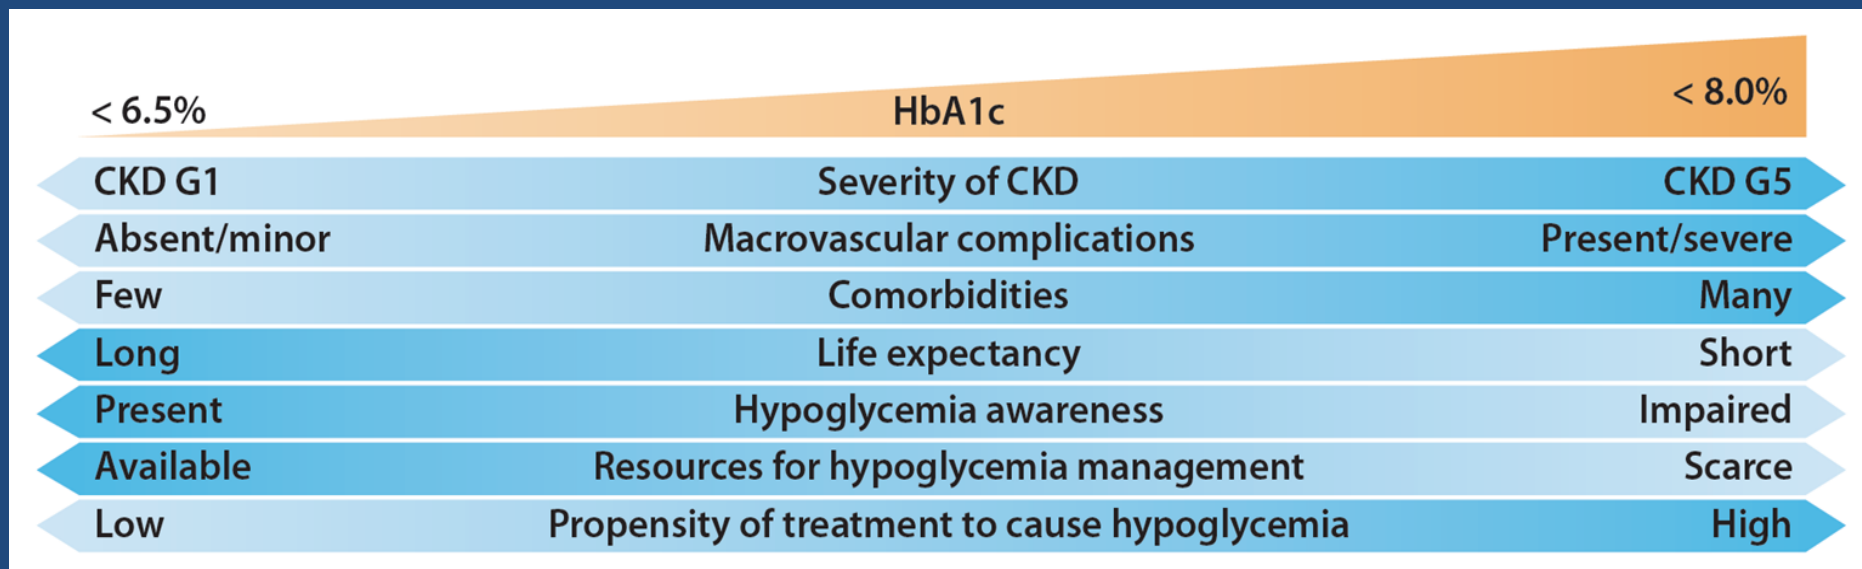 < 6.5% HbA1c < 8.0%
CKD G1 Severity of CKD CKD G5
Absent/minor Macrovascular complications Present/severe
Few Comorbidities Many
Long Life expectancy Short
Present Hypoglycemia awareness Impaired
Available Resources for hypoglycemia management Scarce
Low Propensity of treatment to cause hypoglycemia High